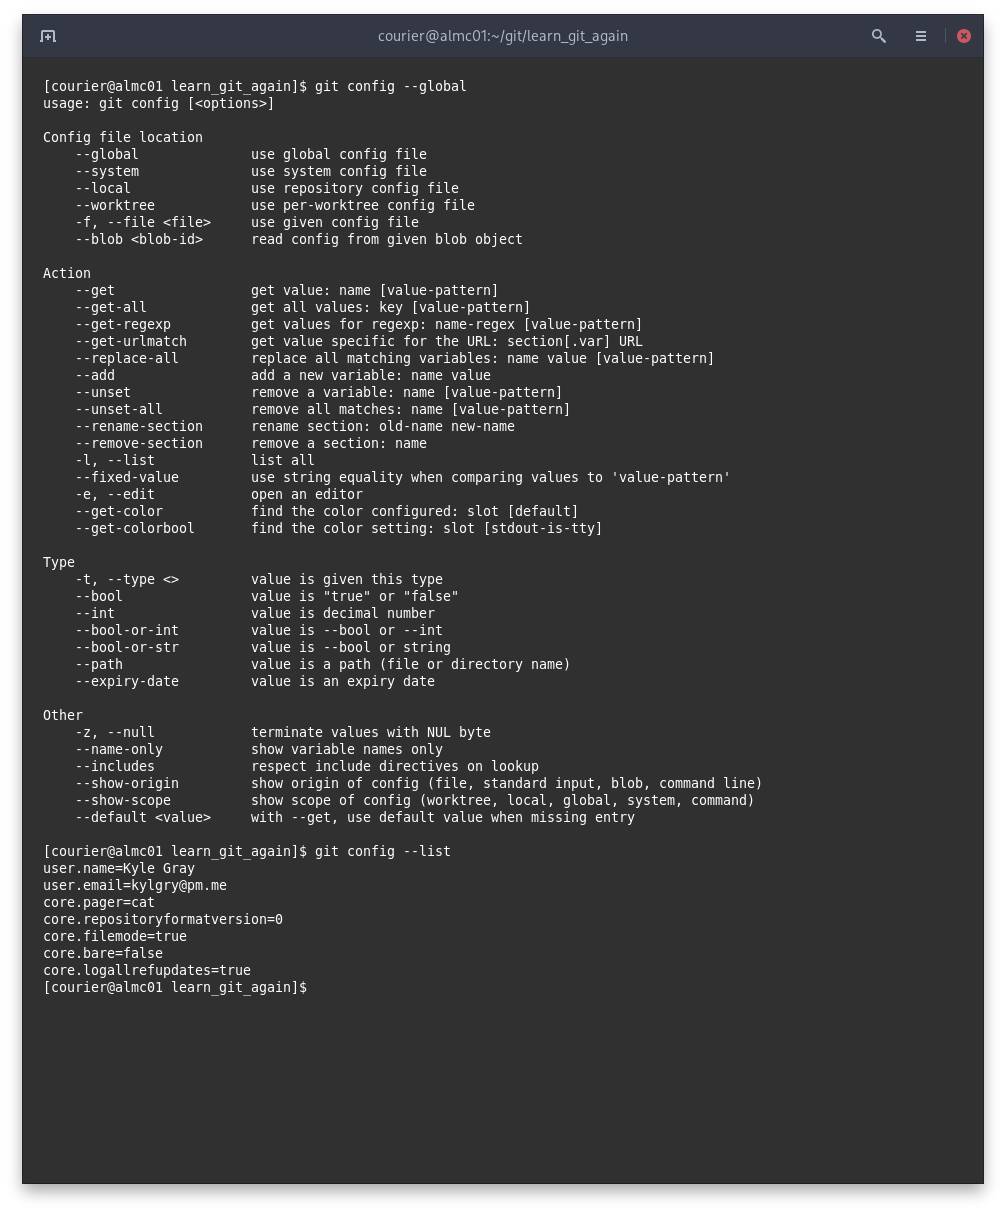 courier@almc01:~/git/learn_git_again
[courier@almc01 learn_git_again]$ git config --global
usage: git config [<options>]

Config file location
    --global              use global config file
    --system              use system config file
    --local               use repository config file
    --worktree            use per-worktree config file
    -f, --file <file>     use given config file
    --blob <blob-id>      read config from given blob object

Action
    --get                 get value: name [value-pattern]
    --get-all             get all values: key [value-pattern]
    --get-regexp          get values for regexp: name-regex [value-pattern]
    --get-urlmatch        get value specific for the URL: section[.var] URL
    --replace-all         replace all matching variables: name value [value-pattern]
    --add                 add a new variable: name value
    --unset               remove a variable: name [value-pattern]
    --unset-all           remove all matches: name [value-pattern]
    --rename-section      rename section: old-name new-name
    --remove-section      remove a section: name
    -l, --list            list all
    --fixed-value         use string equality when comparing values to 'value-pattern'
    -e, --edit            open an editor
    --get-color           find the color configured: slot [default]
    --get-colorbool       find the color setting: slot [stdout-is-tty]

Type
    -t, --type <>         value is given this type
    --bool                value is "true" or "false"
    --int                 value is decimal number
    --bool-or-int         value is --bool or --int
    --bool-or-str         value is --bool or string
    --path                value is a path (file or directory name)
    --expiry-date         value is an expiry date

Other
    -z, --null            terminate values with NUL byte
    --name-only           show variable names only
    --includes            respect include directives on lookup
    --show-origin         show origin of config (file, standard input, blob, command line)
    --show-scope          show scope of config (worktree, local, global, system, command)
    --default <value>     with --get, use default value when missing entry

[courier@almc01 learn_git_again]$ git config --list
user.name=Kyle Gray
user.email=kylgry@pm.me
core.pager=cat
core.repositoryformatversion=0
core.filemode=true
core.bare=false
core.logallrefupdates=true
[courier@almc01 learn_git_again]$